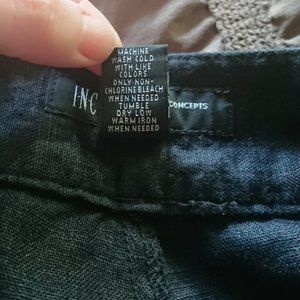 INC
CONCEPTS
MACHINE
WASH COLD
WITH LIKE
COLORS
ONLY NON-
CHLORINE BLEACH
WHEN NEEDED
TUMBLE
DRY LOW
WARM IRON
WHEN NEEDED